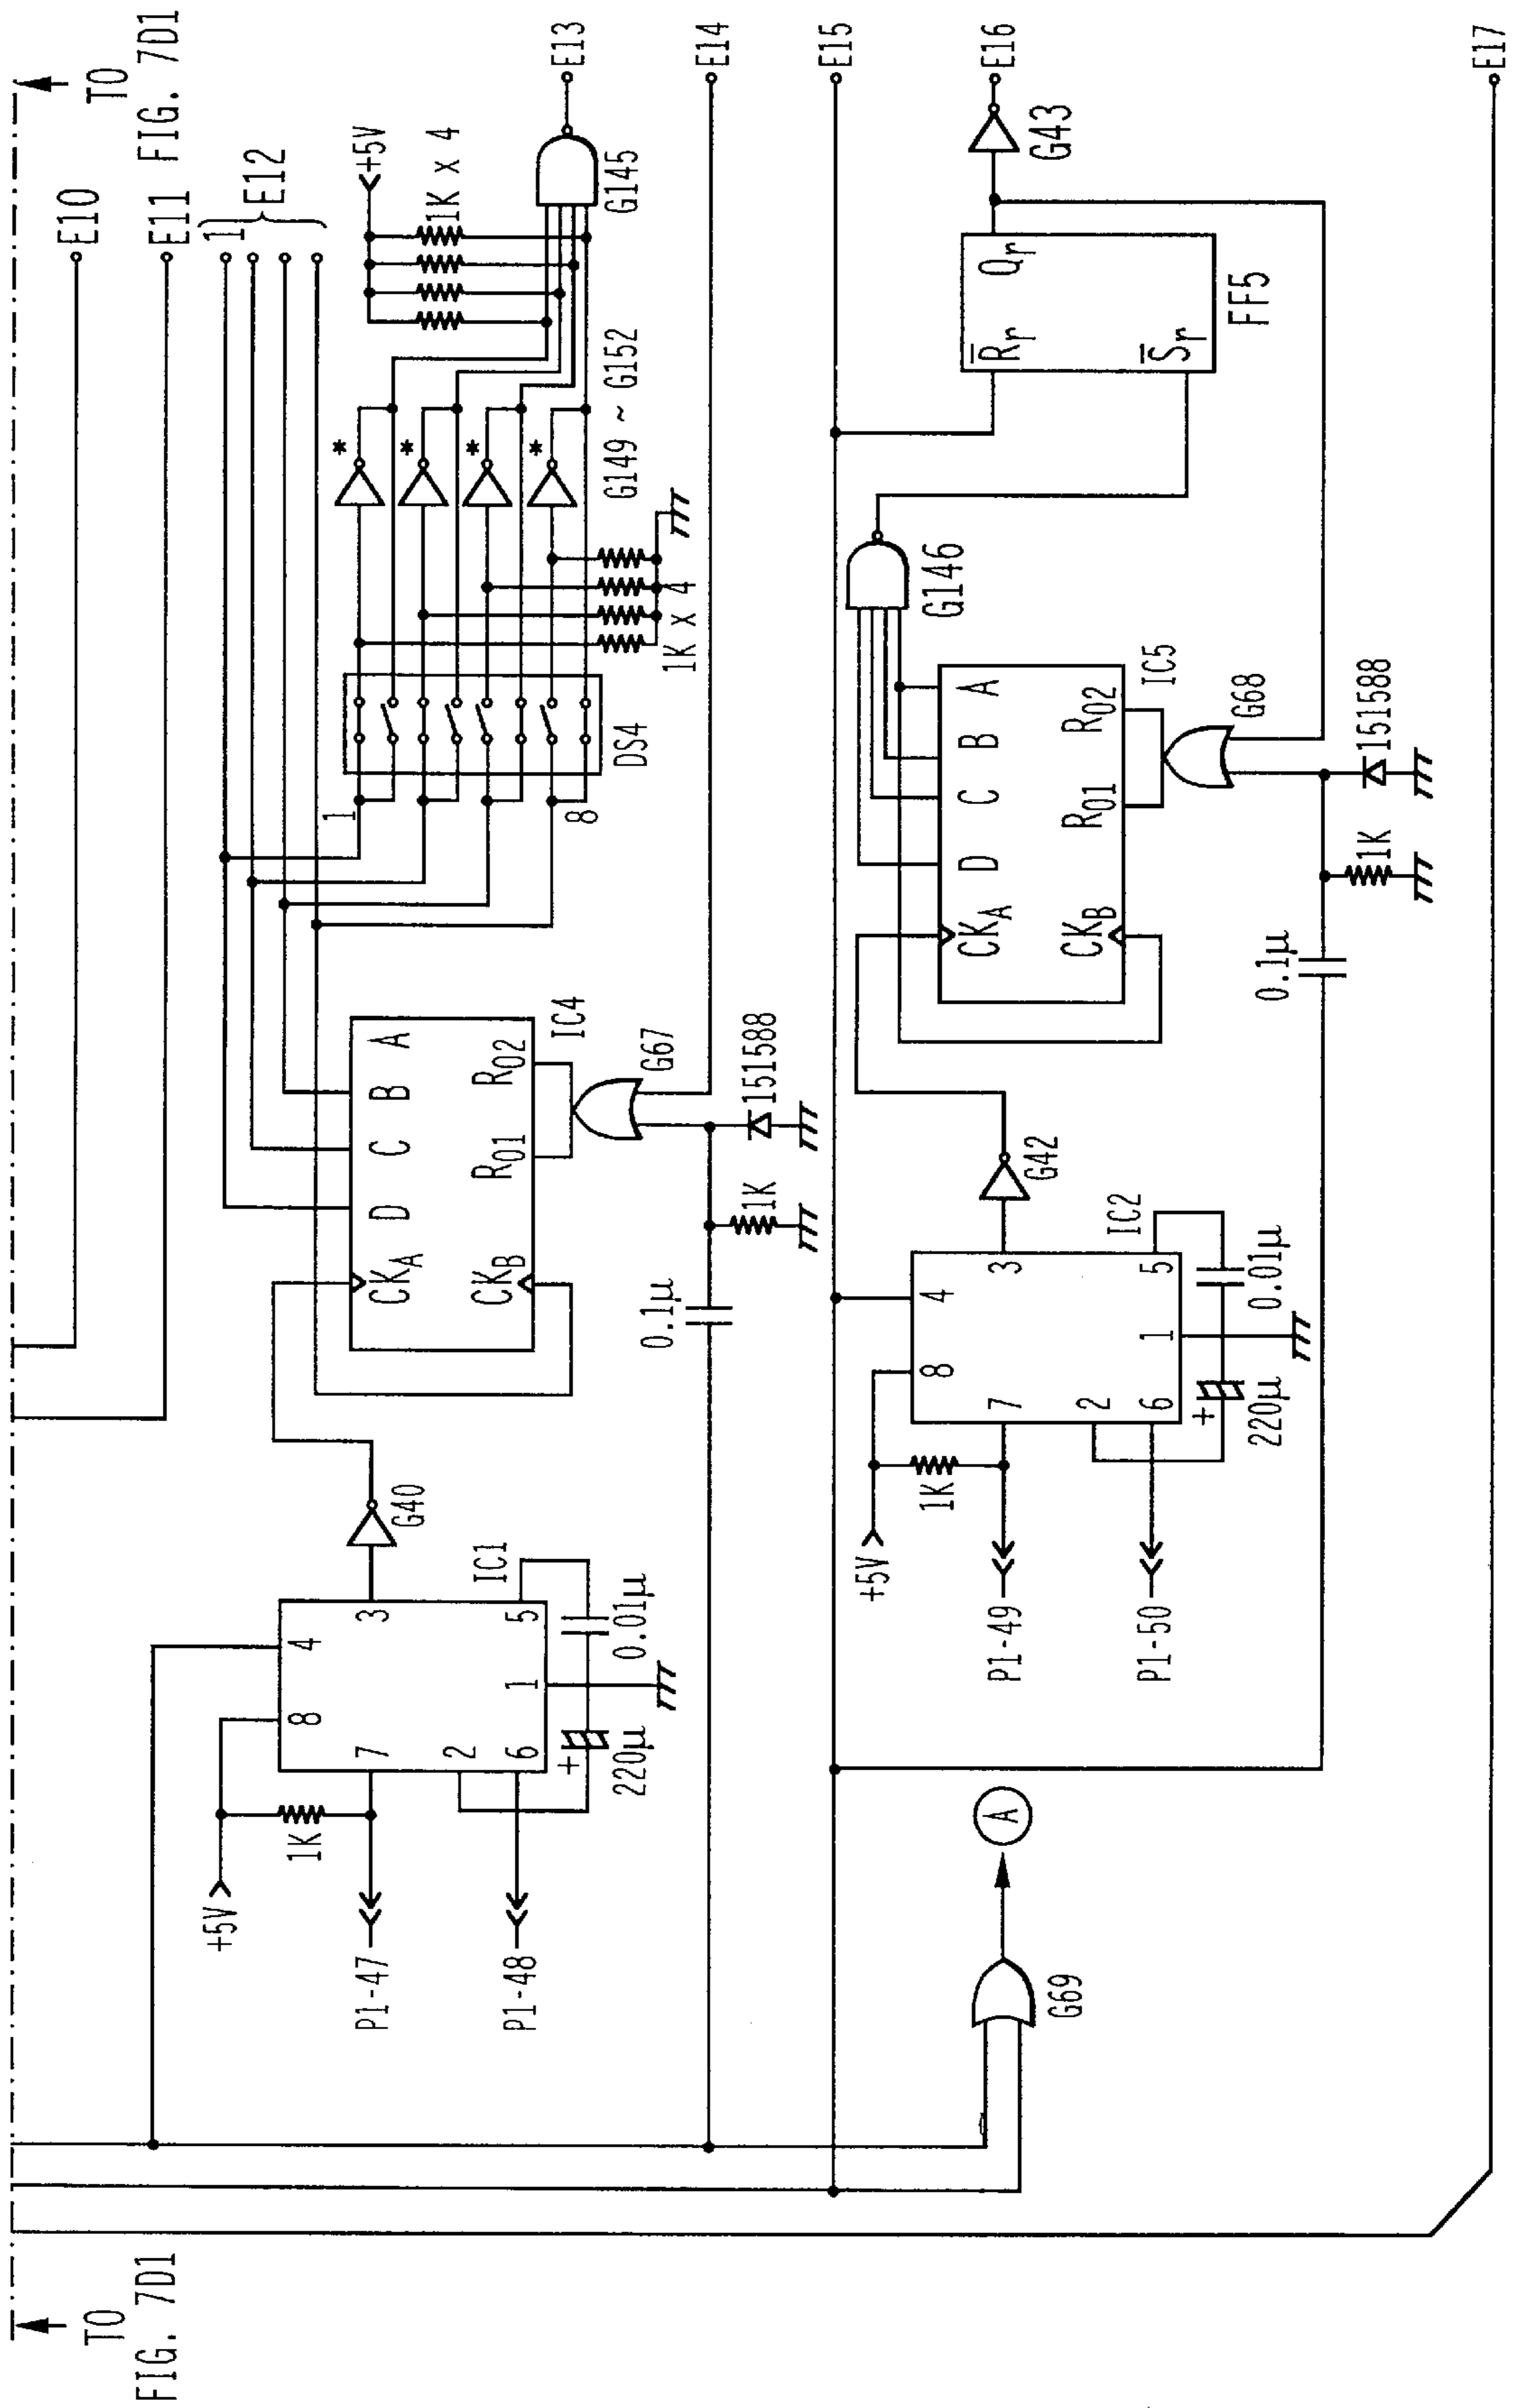 TO
FIG. 7D1
TO
FIG. 7D1
E10
E11
1
E12
+5V
1K x 4
E13
G145
G149 ~ G152
*
*
*
*
1K x 4
DS4
1
8
E14
IC4
CKA
D
C
B
A
CKB
R01
R02
G67
151588
1K
0.1μ
G40
IC1
8
4
7
3
2
6
1
5
+5V
1K
P1-47
P1-48
220μ
0.01μ
+
E15
E16
G43
FF5
R̅r
Qr
S̅r
G146
IC5
CKA
D
C
B
A
CKB
R01
R02
G68
151588
1K
0.1μ
G42
IC2
8
4
7
3
2
6
1
5
+5V
1K
P1-49
P1-50
+
220μ
0.01μ
A
G69
E17